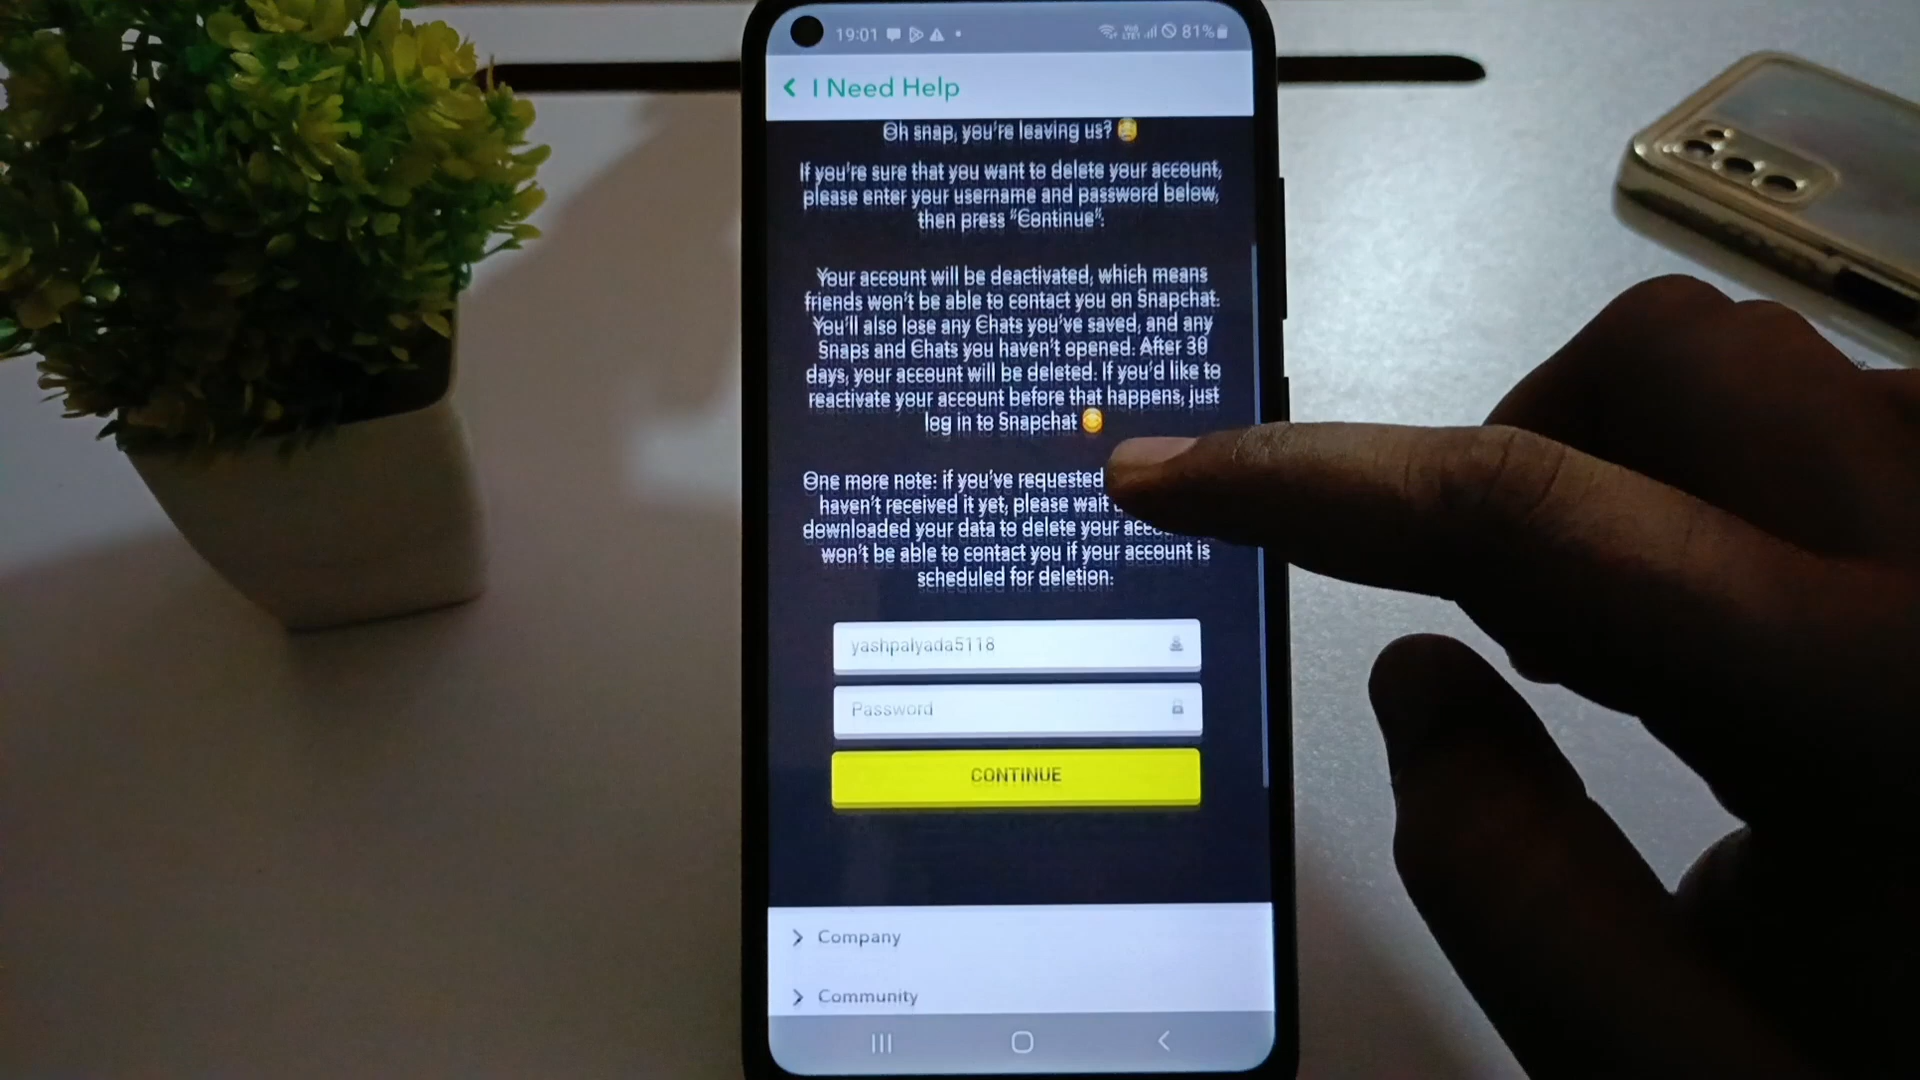 19:01 81%
I Need Help
Oh snap, you're leaving us?
If you're sure that you want to delete your account,
please enter your username and password below,
then press "Continue".
Your account will be deactivated, which means
friends won't be able to contact you on Snapchat.
You'll also lose any Chats you've saved, and any
Snaps and Chats you haven't opened. After 30
days, your account will be deleted. If you'd like to
reactivate your account before that happens, just
log in to Snapchat
One more note: if you've requested
haven't received it yet, please wait
downloaded your data to delete your
won't be able to contact you if your account is
scheduled for deletion.
yashpalyada5118
Password
CONTINUE
Company
Community